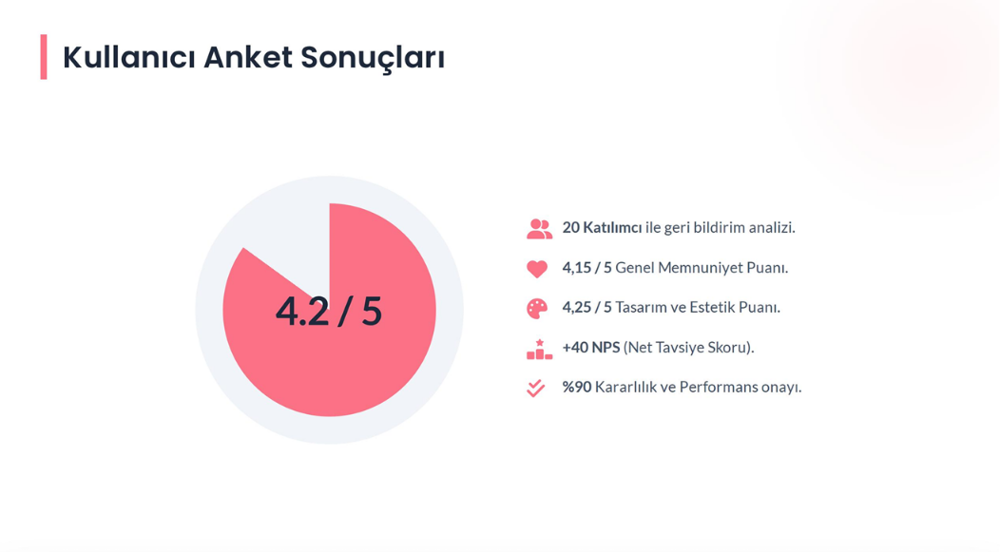 Kullanıcı Anket Sonuçları
4.2 / 5
20 Katılımcı ile geri bildirim analizi.
4,15 / 5 Genel Memnuniyet Puanı.
4,25 / 5 Tasarım ve Estetik Puanı.
+40 NPS (Net Tavsiye Skoru).
%90 Kararlılık ve Performans onayı.